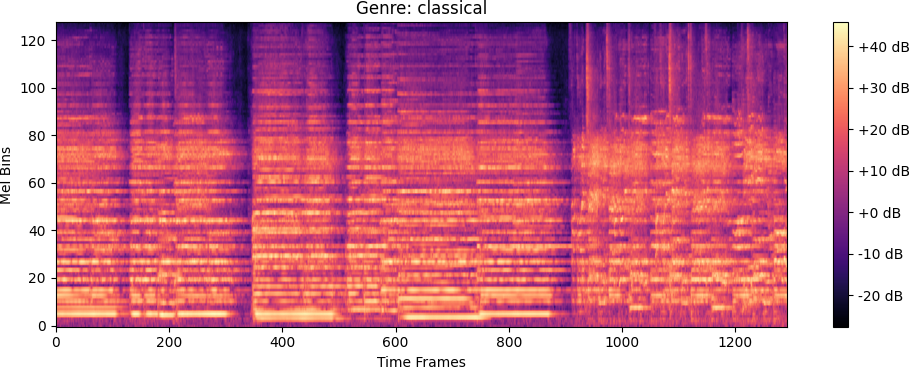 Genre: classical
120
100
80
60
40
20
0
Mel Bins
0 200 400 600 800 1000 1200
Time Frames
+40 dB
+30 dB
+20 dB
+10 dB
+0 dB
-10 dB
-20 dB